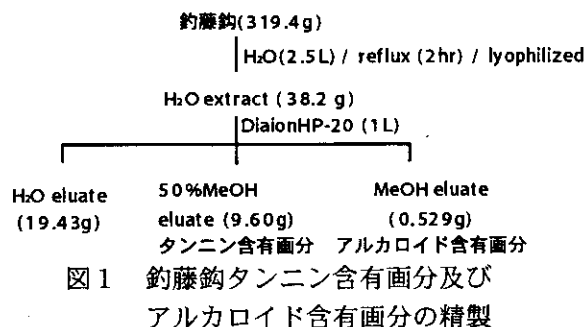 釣藤鈎(319.4g)
H₂O(2.5L) / reflux (2hr) / lyophilized
H₂O extract (38.2 g)
DiaionHP-20 (1L)
H₂O eluate
(19.43g)
50%MeOH
eluate (9.60g)
タンニン含有画分
MeOH eluate
(0.529g)
アルカロイド含有画分
図1 釣藤鈎タンニン含有画分及び
アルカロイド含有画分の精製